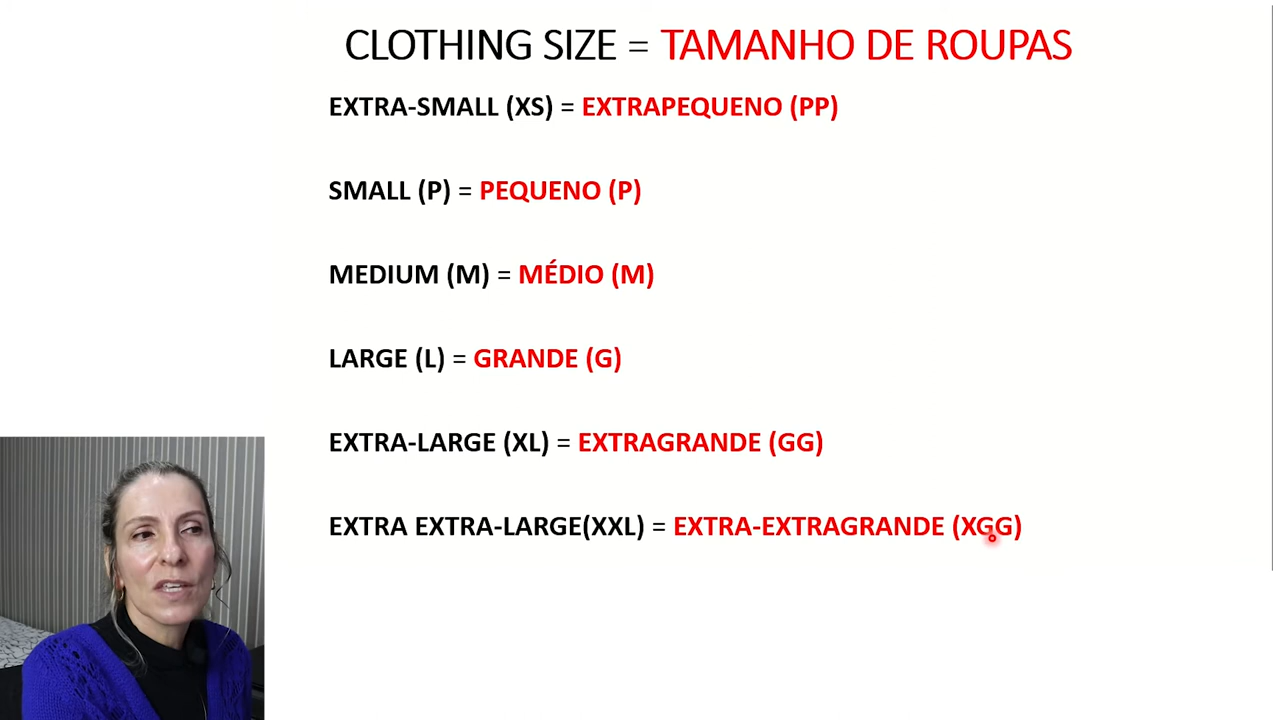 CLOTHING SIZE = TAMANHO DE ROUPAS
EXTRA-SMALL (XS) = EXTRAPEQUENO (PP)
SMALL (P) = PEQUENO (P)
MEDIUM (M) = MÉDIO (M)
LARGE (L) = GRANDE (G)
EXTRA-LARGE (XL) = EXTRAGRANDE (GG)
EXTRA EXTRA-LARGE(XXL) = EXTRA-EXTRAGRANDE (XGG)